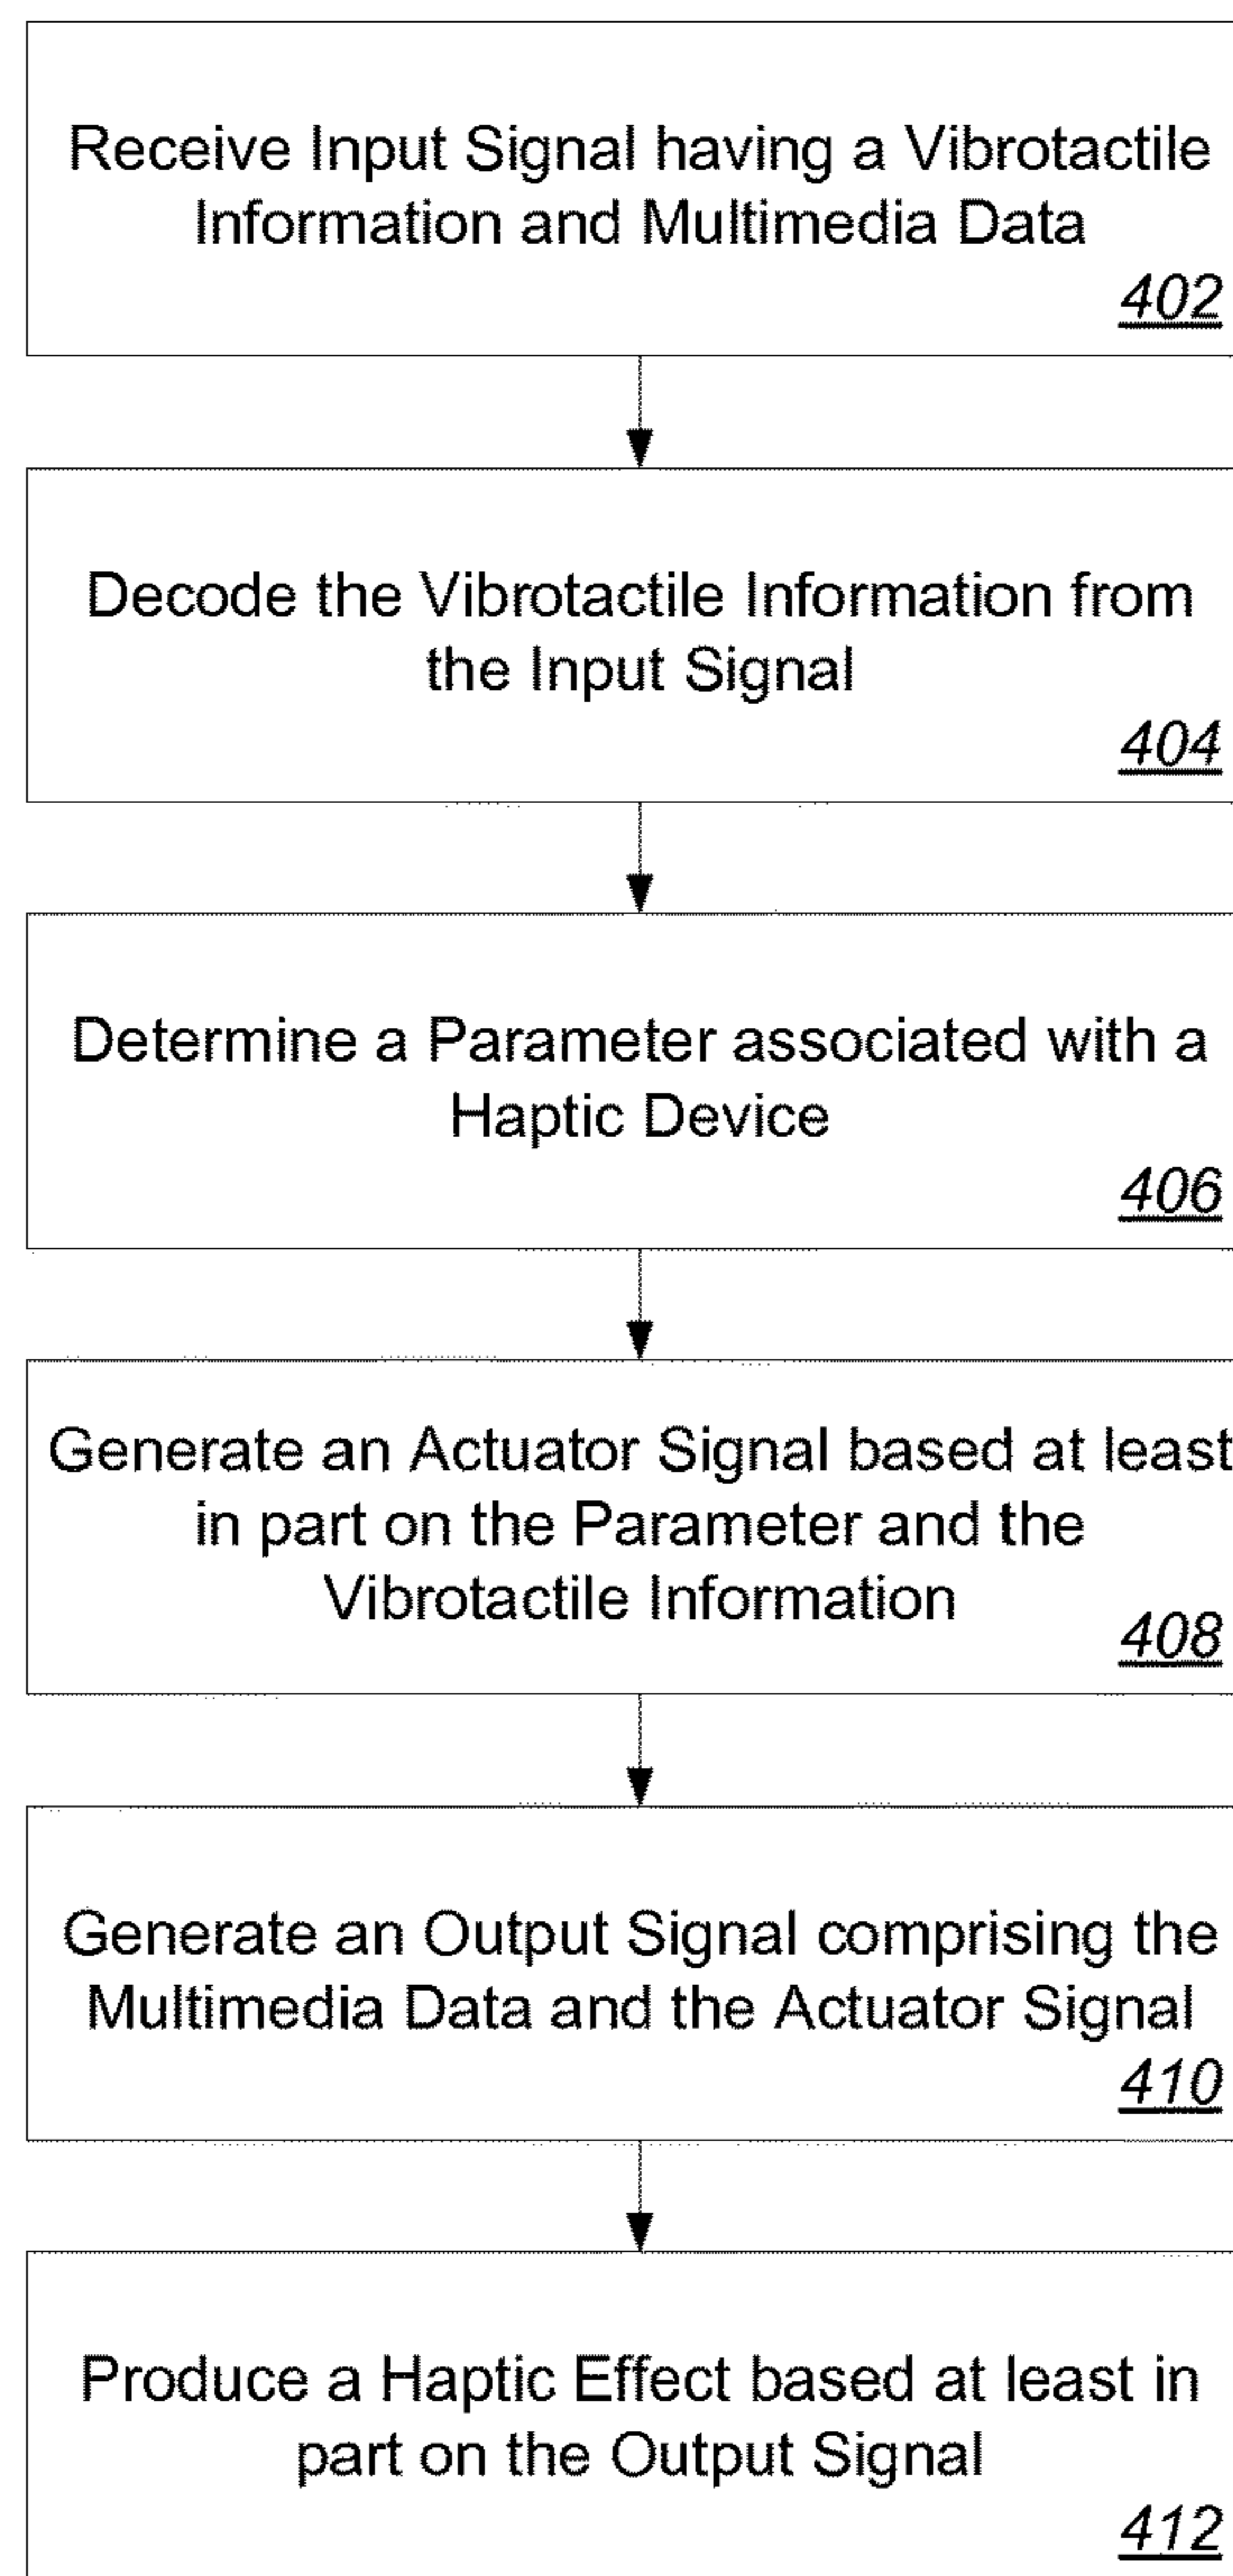 Receive Input Signal having a Vibrotactile
Information and Multimedia Data
402
Decode the Vibrotactile Information from
the Input Signal
404
Determine a Parameter associated with a
Haptic Device
406
Generate an Actuator Signal based at least
in part on the Parameter and the
Vibrotactile Information
408
Generate an Output Signal comprising the
Multimedia Data and the Actuator Signal
410
Produce a Haptic Effect based at least in
part on the Output Signal
412